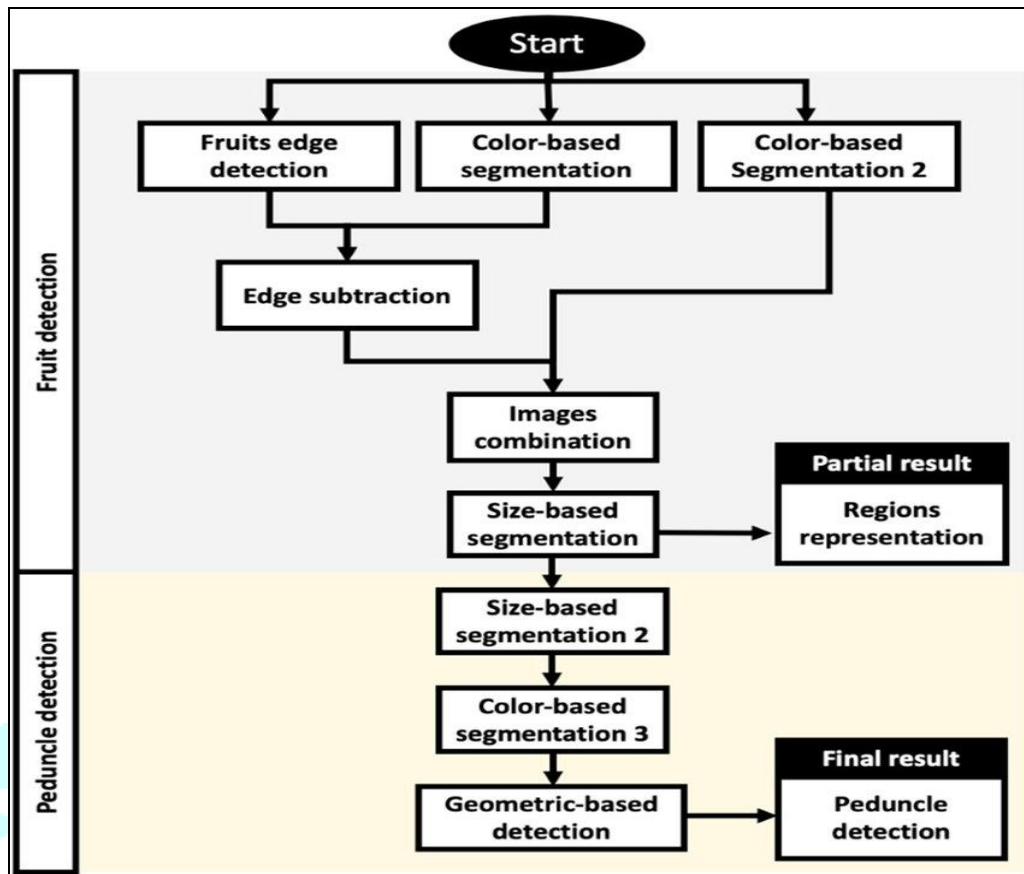 Start
Fruit detection
Fruits edge
detection
Color-based
segmentation
Color-based
Segmentation 2
Edge subtraction
Images
combination
Size-based
segmentation
Partial result
Regions
representation
Peduncle detection
Size-based
segmentation 2
Color-based
segmentation 3
Geometric-based
detection
Final result
Peduncle
detection